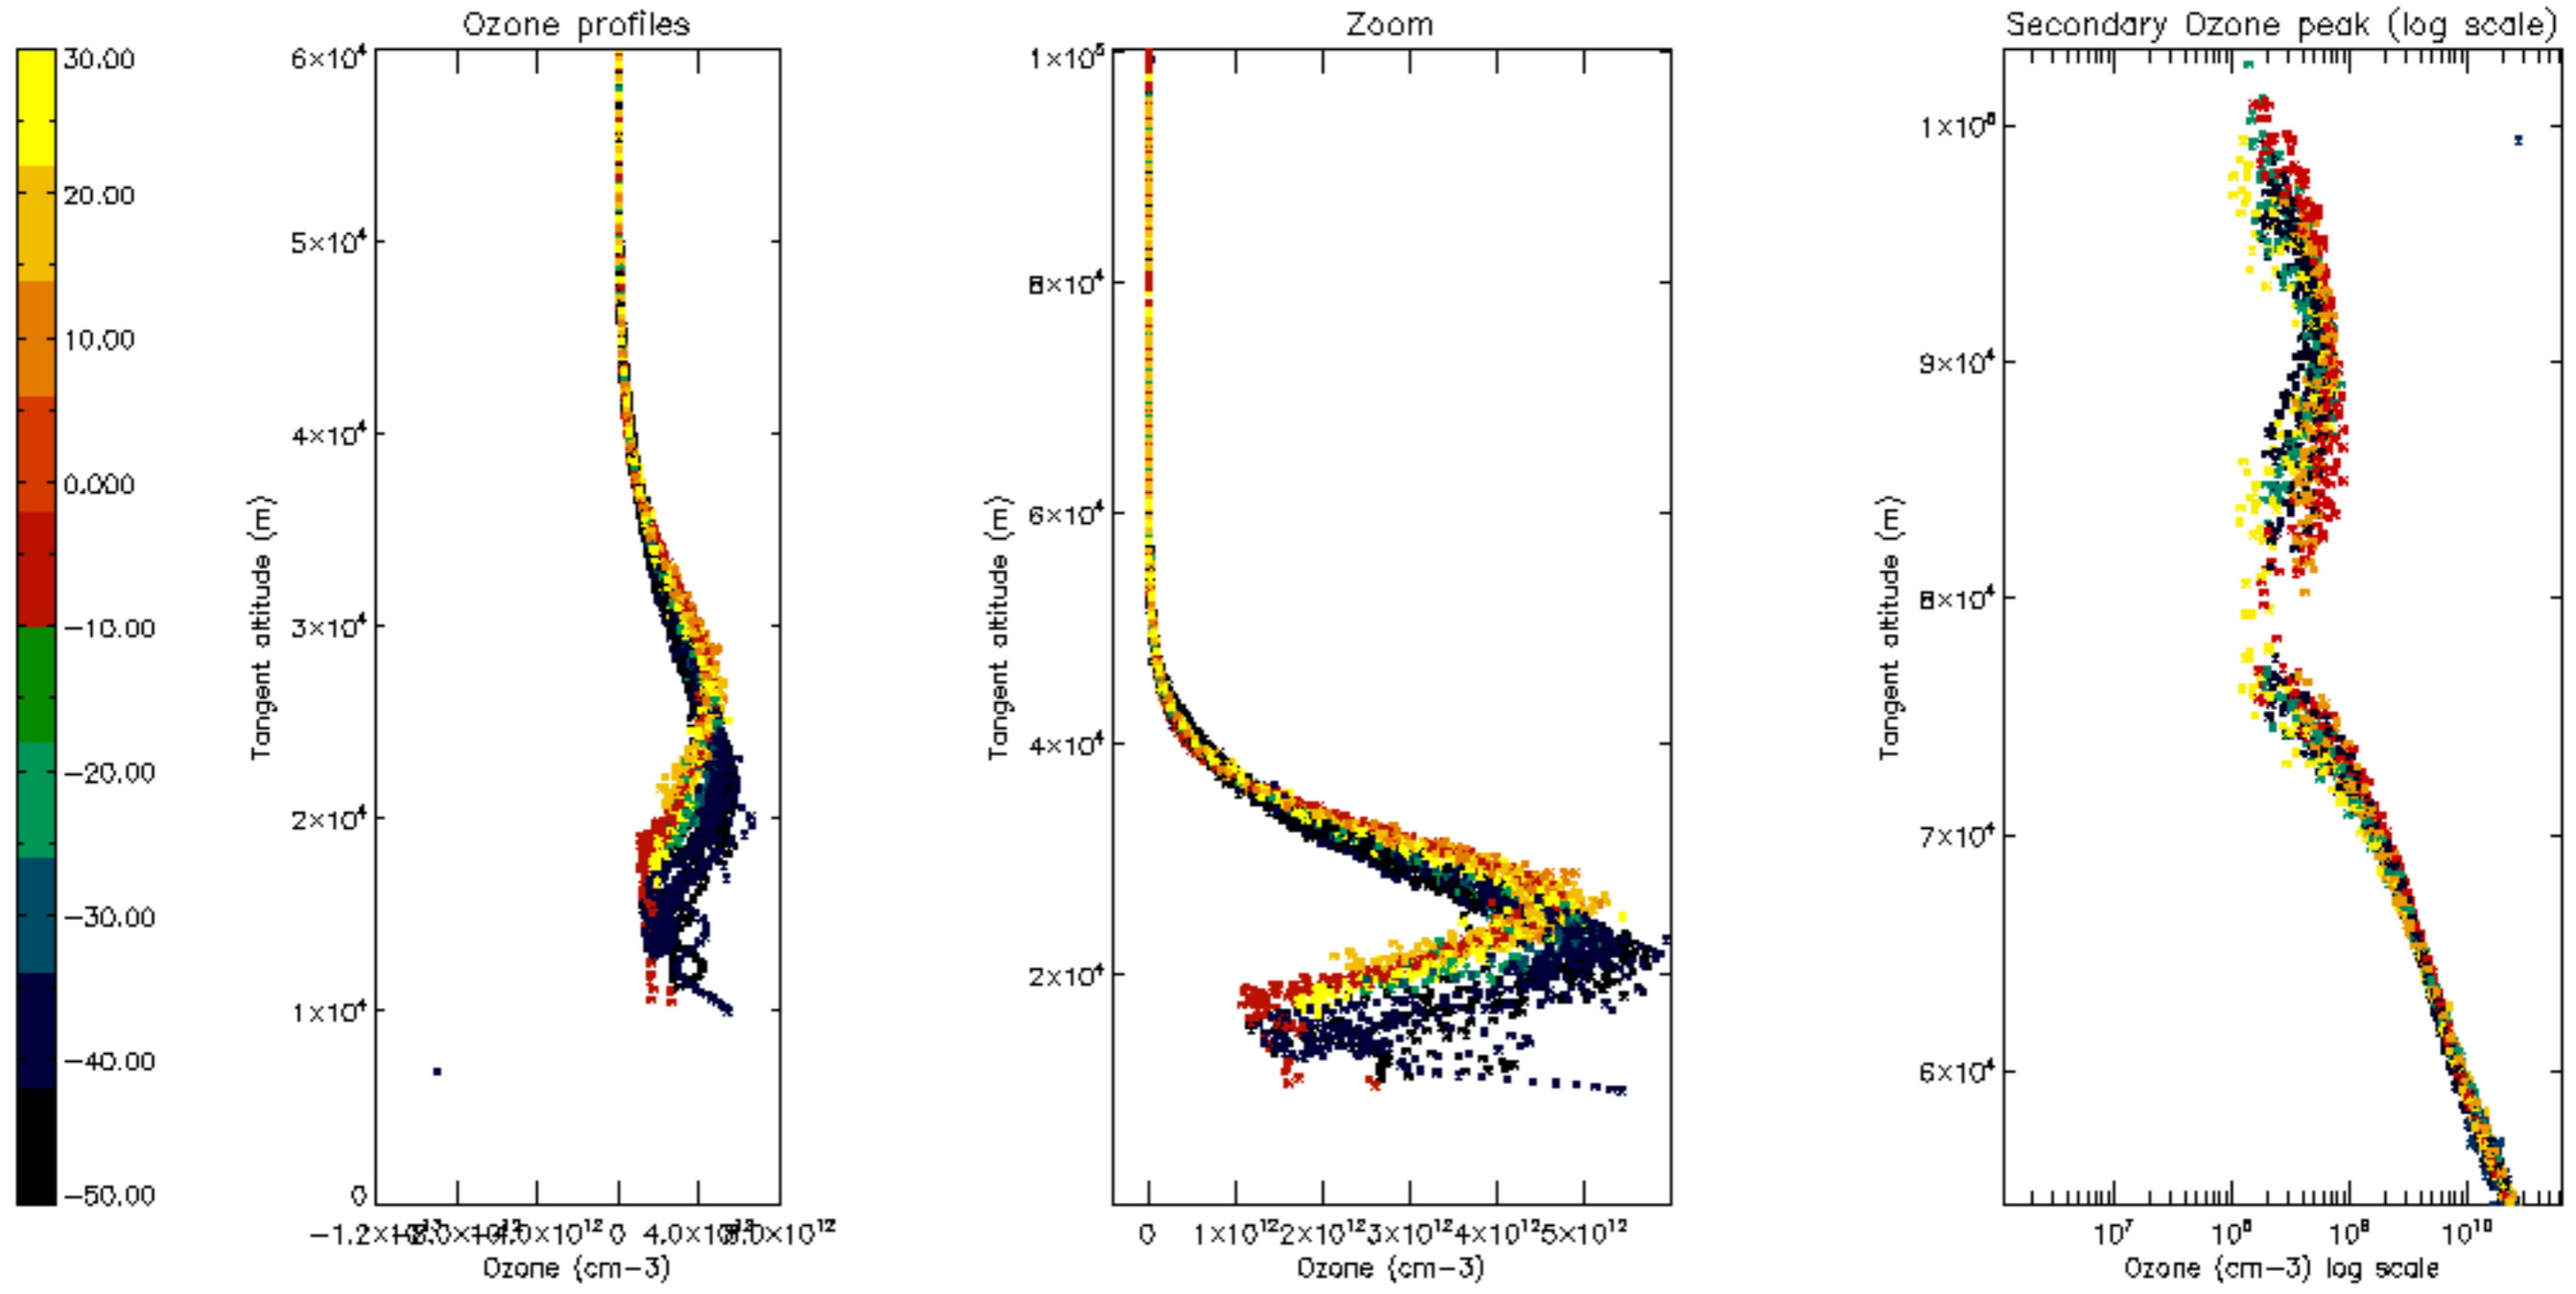 Ozone profiles
Zoom
Secondary Ozone peak (log scale)
30.00
20.00
10.00
0.000
−10.00
−20.00
−30.00
−40.00
−50.00
6×10⁴
5×10⁴
4×10⁴
3×10⁴
2×10⁴
1×10⁴
0
Tangent altitude (m)
0
Ozone (cm−3)
1×10⁵
8×10⁴
6×10⁴
4×10⁴
2×10⁴
Tangent altitude (m)
0 1×10¹² 2×10¹² 3×10¹² 4×10¹² 5×10¹²
Ozone (cm−3)
1×10⁵
9×10⁴
8×10⁴
7×10⁴
6×10⁴
Tangent altitude (m)
10⁷ 10⁸ 10⁹ 10¹⁰
Ozone (cm−3) log scale